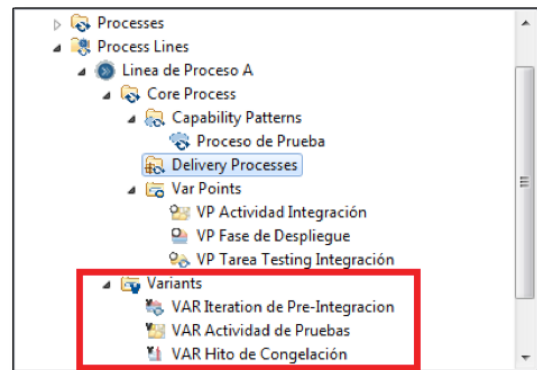 Processes
Process Lines
Linea de Proceso A
Core Process
Capability Patterns
Proceso de Prueba
Delivery Processes
Var Points
VP Actividad Integración
VP Fase de Despliegue
VP Tarea Testing Integración
Variants
VAR Iteration de Pre-Integracion
VAR Actividad de Pruebas
VAR Hito de Congelación